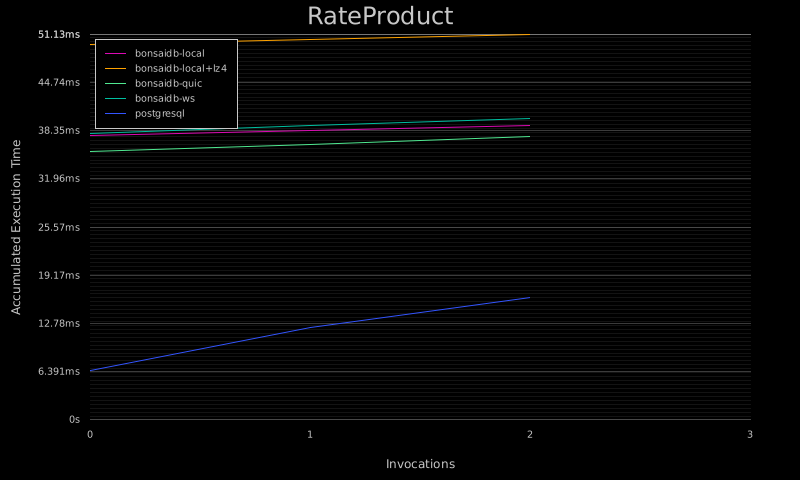 RateProduct
51.13ms
44.74ms
38.35ms
31.96ms
25.57ms
19.17ms
12.78ms
6.391ms
0s
bonsaidb-local
bonsaidb-local+lz4
bonsaidb-quic
bonsaidb-ws
postgresql
Accumulated Execution Time
0 1 2 3
Invocations